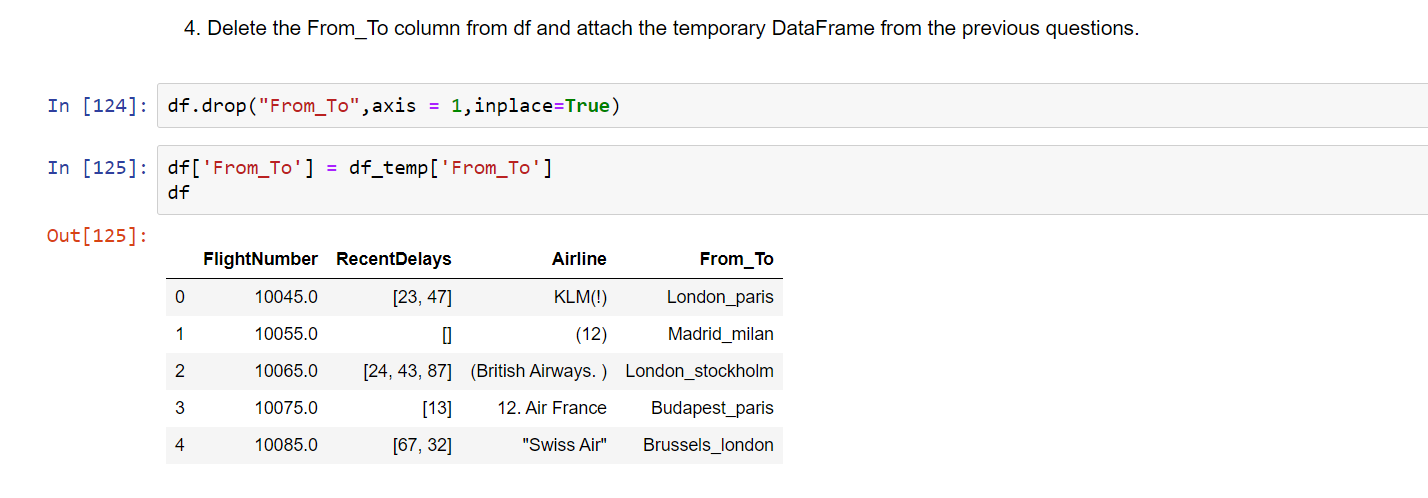 4. Delete the From_To column from df and attach the temporary DataFrame from the previous questions.
In [124]: df.drop("From_To",axis = 1,inplace=True)
In [125]: df['From_To'] = df_temp['From_To']
df
Out[125]:
FlightNumber RecentDelays Airline From_To
0 10045.0 [23, 47] KLM(!) London_paris
1 10055.0 [] (12) Madrid_milan
2 10065.0 [24, 43, 87] (British Airways. ) London_stockholm
3 10075.0 [13] 12. Air France Budapest_paris
4 10085.0 [67, 32] "Swiss Air" Brussels_london